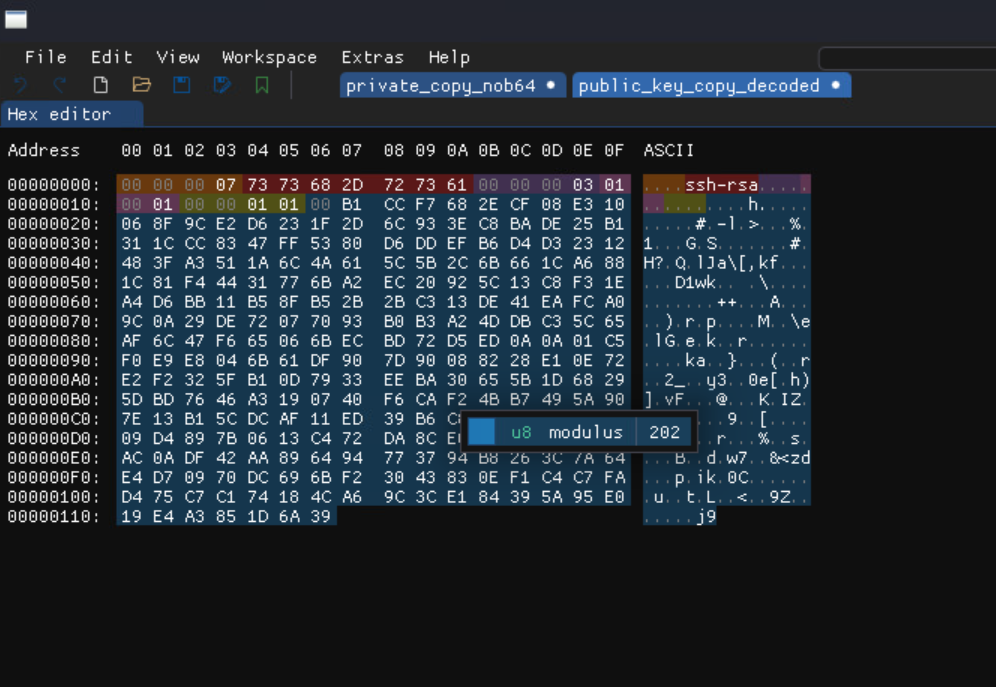 File Edit View Workspace Extras Help
private_copy_nob64 • public_key_copy_decoded •
Hex editor
Address 00 01 02 03 04 05 06 07 08 09 0A 0B 0C 0D 0E 0F ASCII
00000000: 00 00 00 07 73 73 68 2D 72 73 61 00 00 00 03 01 ....ssh-rsa.....
00000010: 00 01 00 00 01 01 00 B1 CC F7 68 2E CF 08 E3 10 ..........h.....
00000020: 06 8F 9C E2 D6 23 1F 2D 6C 93 3E C8 BA DE 25 B1 .....#.-l.>...%.
00000030: 31 1C CC 83 47 FF 53 80 D6 DD EF B6 D4 D3 23 12 1...G.S.......#.
00000040: 48 3F A3 51 1A 6C 4A 61 5C 5B 2C 6B 66 1C A6 88 H?.Q.lJa\[,kf...
00000050: 1C 81 F4 44 31 77 6B A2 EC 20 92 5C 13 C8 F3 1E ...D1wk.. .\....
00000060: A4 D6 BB 11 B5 8F B5 2B 2B C3 13 DE 41 EA FC A0 .......++...A...
00000070: 9C 0A 29 DE 72 07 70 93 B0 B3 A2 4D DB C3 5C 65 ..).r.p....M..\e
00000080: AF 6C 47 F6 65 06 6B EC BD 72 D5 ED 0A 0A 01 C5 .lG.e.k..r......
00000090: F0 E9 E8 04 6B 61 DF 90 7D 90 08 82 28 E1 0E 72 ....ka..}...(..r
000000A0: E2 F2 32 5F B1 0D 79 33 EE BA 30 65 5B 1D 68 29 ..2_..y3..0e[.h)
000000B0: 5D BD 76 46 A3 19 07 40 F6 CA F2 4B B7 49 5A 90 ].vF...@...K.IZ.
000000C0: 7E 13 B1 5C DC AF 11 ED 39 B6 9.[
000000D0: 09 D4 89 7B 06 13 C4 72 DA 8C r...%..s
u8 modulus 202
000000E0: AC 0A DF 42 AA 89 64 94 77 37 94 B8 26 3C 7A 64 ...B..d.w7..&<zd
000000F0: E4 D7 09 70 DC 69 6B F2 30 43 83 0E F1 C4 C7 FA ...p.ik.0C......
00000100: D4 75 C7 C1 74 18 4C A6 9C 3C E1 84 39 5A 95 E0 .u..t.L..<..9Z..
00000110: 19 E4 A3 85 1D 6A 39 .....j9